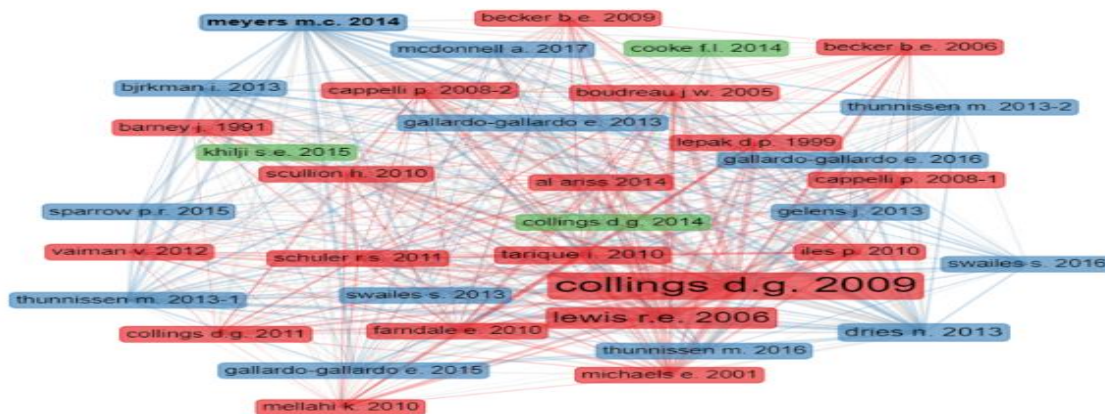 becker b.e. 2009
meyers m.c. 2014
becker b.e. 2006
mcdonnell a. 2017
cooke f.l. 2014
bjrkman i. 2013
cappelli p. 2008-2
boudreau j.w. 2005
thunnissen m. 2013-2
barney j. 1991
gallardo-gallardo e. 2013
lepak d.p. 1999
khilji s.e. 2015
gallardo-gallardo e. 2016
scullion h. 2010
al ariss 2014
cappelli p. 2008-1
sparrow p.r. 2015
collings d.g. 2014
gelens j. 2013
vaiman v. 2012
schuler r.s. 2011
tarique i. 2010
iles p. 2010
swailes s. 2016
collings d.g. 2009
thunnissen m. 2013-1
swailes s. 2013
lewis r.e. 2006
collings d.g. 2011
farndale e. 2010
dries n. 2013
thunnissen m. 2016
gallardo-gallardo e. 2015
michaels e. 2001
mellahi k. 2010